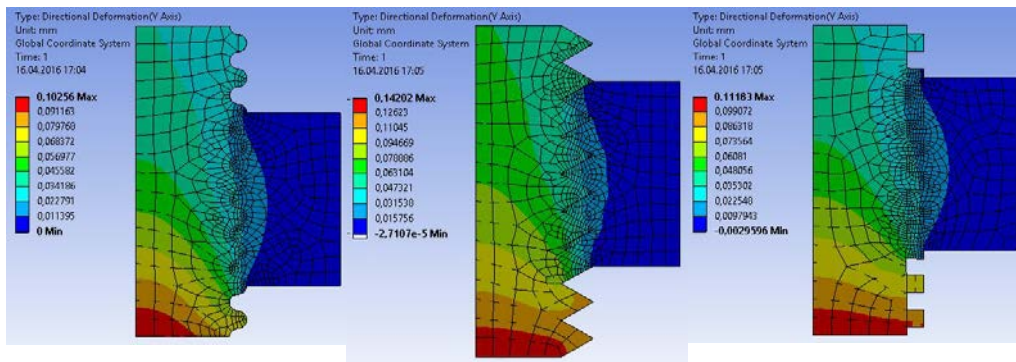 Type: Directional Deformation(Y Axis)
Unit: mm
Global Coordinate System
Time: 1
16.04.2016 17:04
0,10256 Max
0,091163
0,079768
0,068372
0,056977
0,045582
0,034186
0,022791
0,011395
0 Min
Type: Directional Deformation(Y Axis)
Unit: mm
Global Coordinate System
Time: 1
16.04.2016 17:05
0,14202 Max
0,12623
0,11045
0,094669
0,078886
0,063104
0,047321
0,031538
0,015756
-2,7107e-5 Min
Type: Directional Deformation(Y Axis)
Unit: mm
Global Coordinate System
Time: 1
16.04.2016 17:05
0,11183 Max
0,099072
0,086318
0,073564
0,06081
0,048056
0,035302
0,022548
0,0097943
-0,0029596 Min